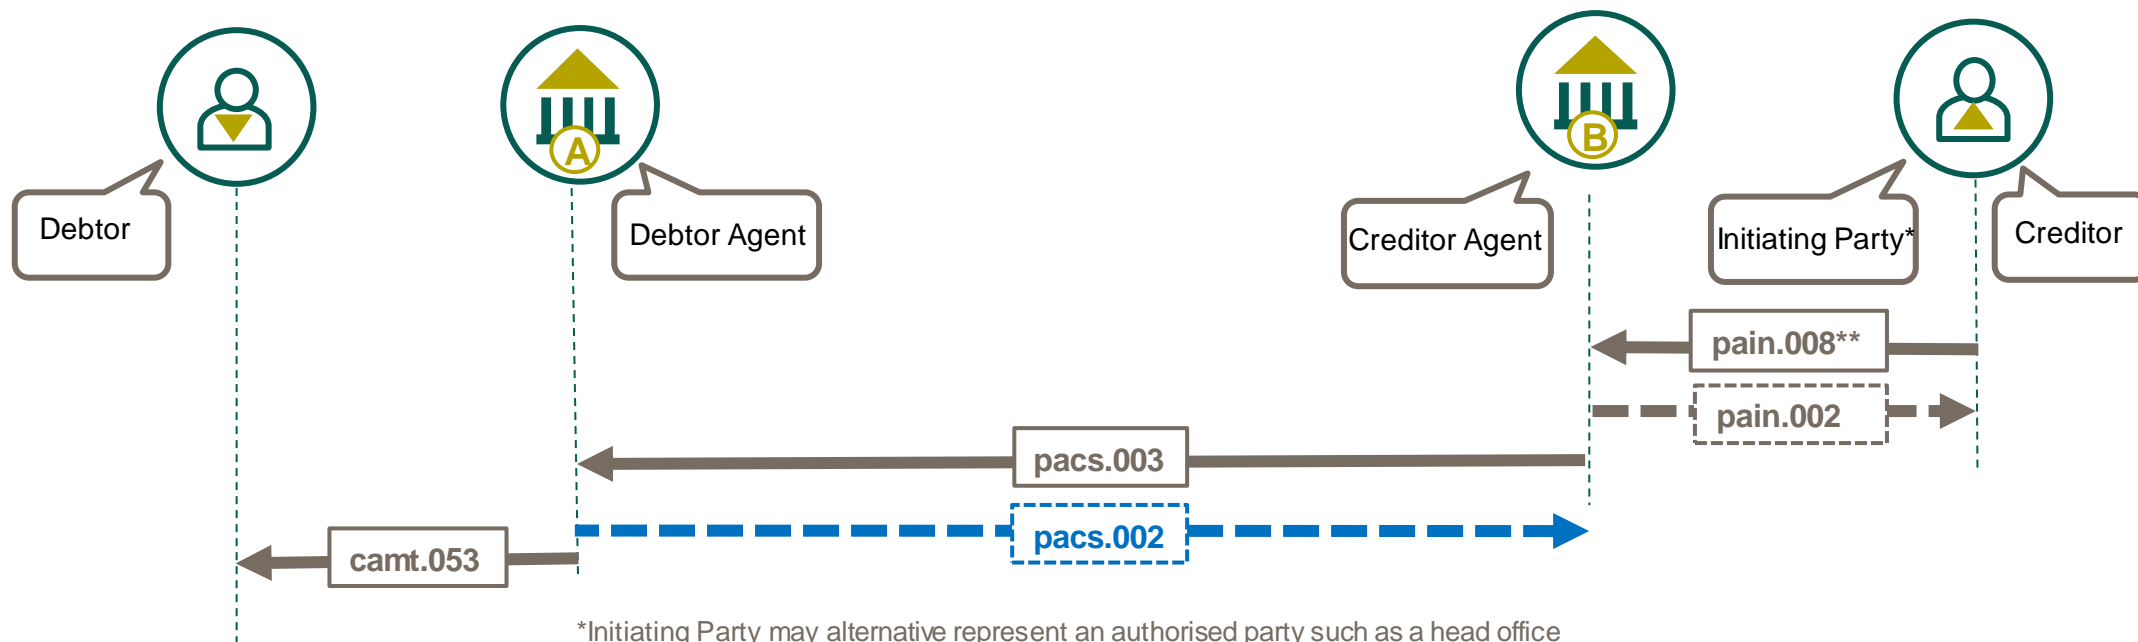 A
B
Debtor
Debtor Agent
Creditor Agent
Initiating Party*
Creditor
pain.008**
pain.002
pacs.003
pacs.002
camt.053
*Initiating Party may alternative represent an authorised party such as a head office